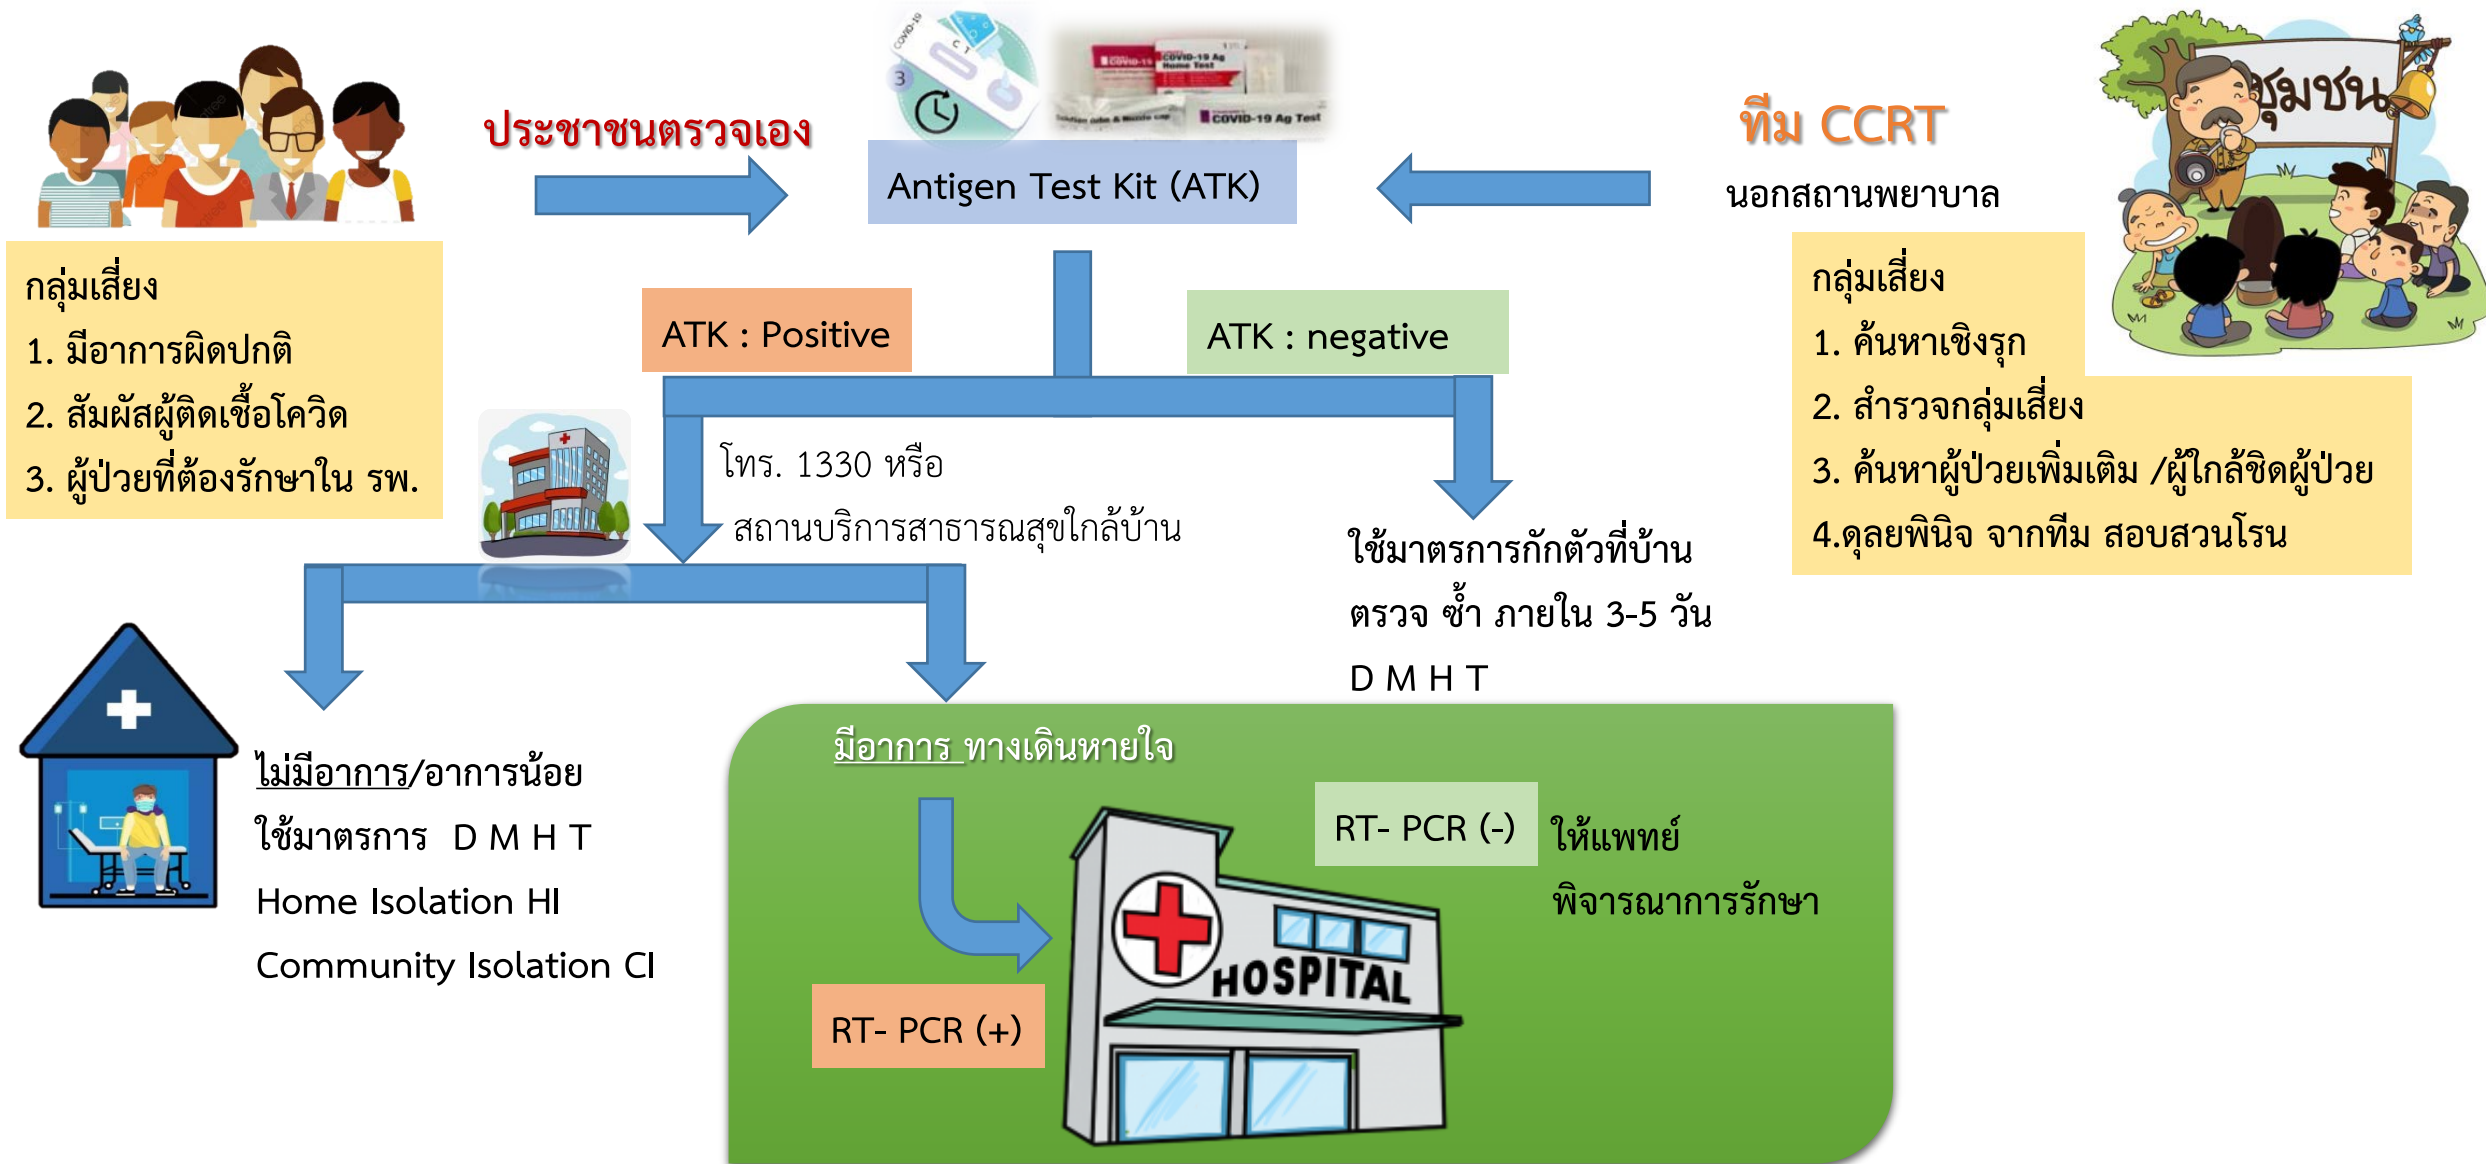 COVID-19
C T
3
COVID-19
COVID-19 Ag
Home Test
COVID-19 Ag Test
ชุมชน
ประชาชนตรวจเอง
Antigen Test Kit (ATK)
ทีม CCRT
นอกสถานพยาบาล
กลุ่มเสี่ยง
1. มีอาการผิดปกติ
2. สัมผัสผู้ติดเชื้อโควิด
3. ผู้ป่วยที่ต้องรักษาใน รพ.
ATK : Positive
ATK : negative
กลุ่มเสี่ยง
1. ค้นหาเชิงรุก
2. สำรวจกลุ่มเสี่ยง
3. ค้นหาผู้ป่วยเพิ่มเติม /ผู้ใกล้ชิดผู้ป่วย
4.ดุลยพินิจ จากทีม สอบสวนโรน
โทร. 1330 หรือ
สถานบริการสาธารณสุขใกล้บ้าน
ใช้มาตรการกักตัวที่บ้าน
ตรวจ ซ้ำ ภายใน 3-5 วัน
D M H T
ไม่มีอาการ/อาการน้อย
ใช้มาตรการ D M H T
Home Isolation HI
Community Isolation CI
มีอาการ ทางเดินหายใจ
RT- PCR (-)
ให้แพทย์
พิจารณาการรักษา
HOSPITAL
RT- PCR (+)